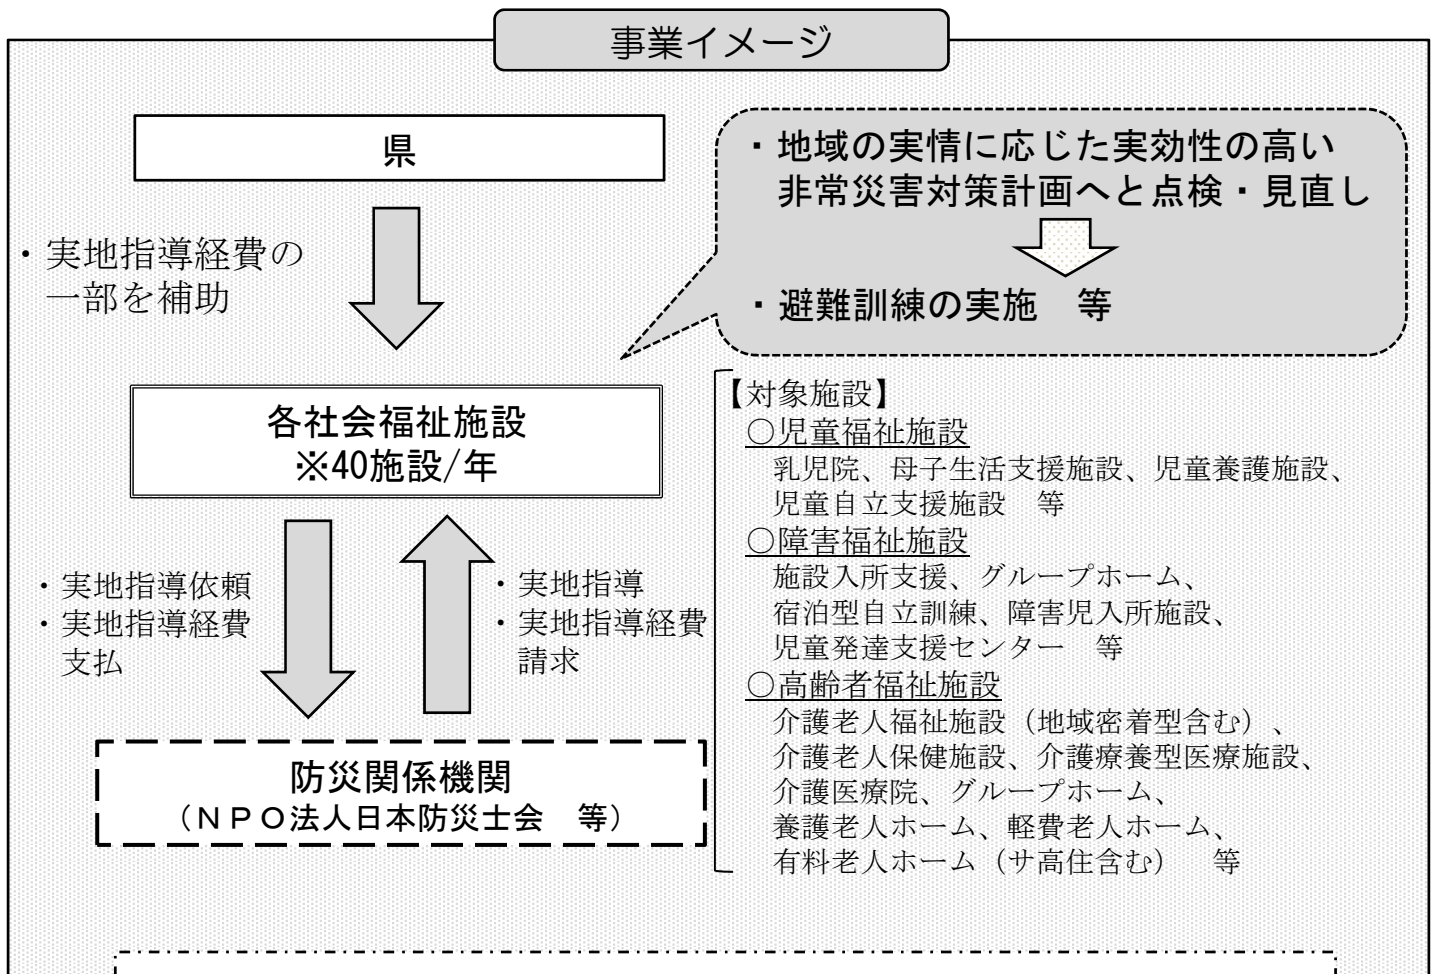 事業イメージ
県
・実地指導経費の
一部を補助
・地域の実情に応じた実効性の高い
非常災害対策計画へと点検・見直し
・避難訓練の実施　等
各社会福祉施設
※40施設/年
・実地指導依頼
・実地指導経費
支払
・実地指導
・実地指導経費
請求
防災関係機関
（ＮＰＯ法人日本防災士会　等）
【対象施設】
○児童福祉施設
乳児院、母子生活支援施設、児童養護施設、
児童自立支援施設　等
○障害福祉施設
施設入所支援、グループホーム、
宿泊型自立訓練、障害児入所施設、
児童発達支援センター　等
○高齢者福祉施設
介護老人福祉施設（地域密着型含む）、
介護老人保健施設、介護療養型医療施設、
介護医療院、グループホーム、
養護老人ホーム、軽費老人ホーム、
有料老人ホーム（サ高住含む）　等